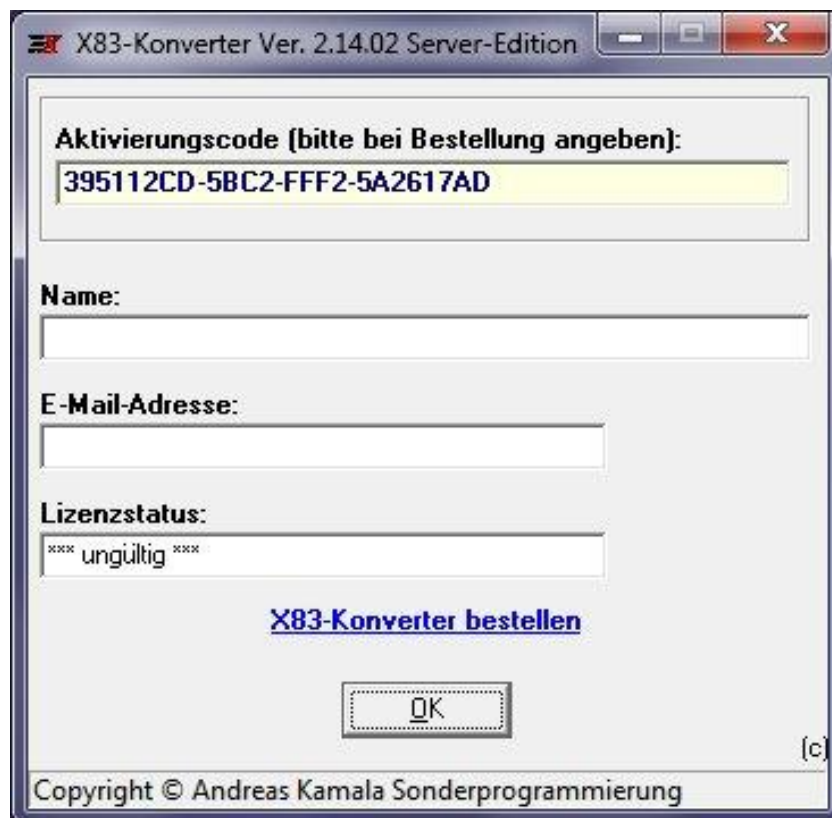 X83-Konverter Ver. 2.14.02 Server-Edition
Aktivierungscode (bitte bei Bestellung angeben):
395112CD-5BC2-FFF2-5A2617AD
Name:
E-Mail-Adresse:
Lizenzstatus:
*** ungültig ***
X83-Konverter bestellen
OK
(c)
Copyright © Andreas Kamala Sonderprogrammierung